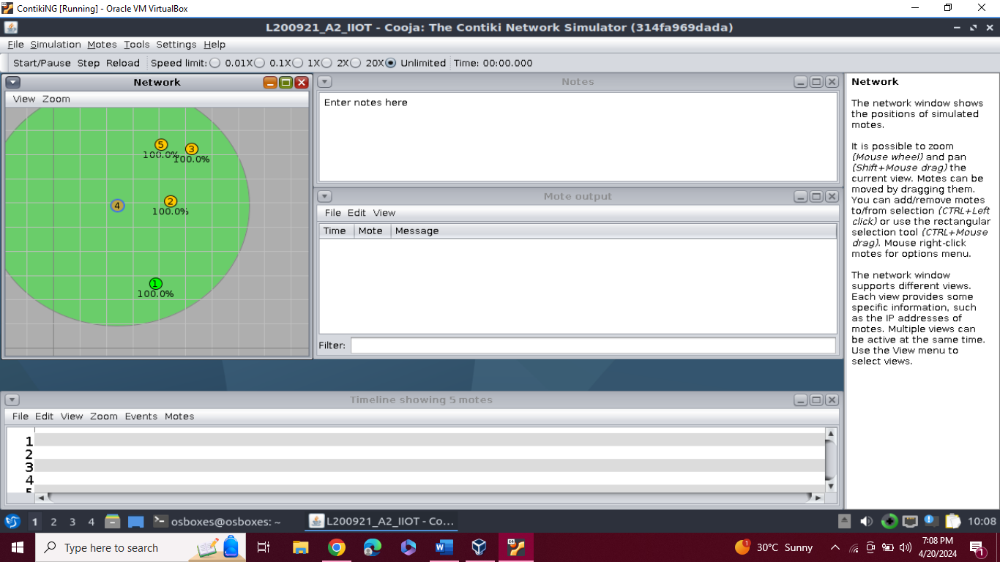 ContikiNG [Running] - Oracle VM VirtualBox
L200921_A2_IIOT - Cooja: The Contiki Network Simulator (314fa969dada)
File Simulation Motes Tools Settings Help
Start/Pause Step Reload Speed limit: 0.01X 0.1X 1X 2X 20X Unlimited Time: 00:00.000
Network
View Zoom
5
100.0%
3
100.0%
4
2
100.0%
1
100.0%
Notes
Enter notes here
Mote output
File Edit View
Time Mote Message
Filter:
Network
The network window shows
the positions of simulated
motes.
It is possible to zoom
(Mouse wheel) and pan
(Shift+Mouse drag) the
current view. Motes can be
moved by dragging them.
You can add/remove motes
to/from selection (CTRL+Left
click) or use the rectangular
selection tool (CTRL+Mouse
drag). Mouse right-click
motes for options menu.
The network window
supports different views.
Each view provides some
specific information, such
as the IP addresses of
motes. Multiple views can
be active at the same time.
Use the View menu to
select views.
Timeline showing 5 motes
File Edit View Zoom Events Motes
1
2
3
4
5
1 2 3 4 osboxes@osboxes: ~ L200921_A2_IIOT - Co... 10:08
Type here to search
30°C Sunny
7:08 PM
4/20/2024
1